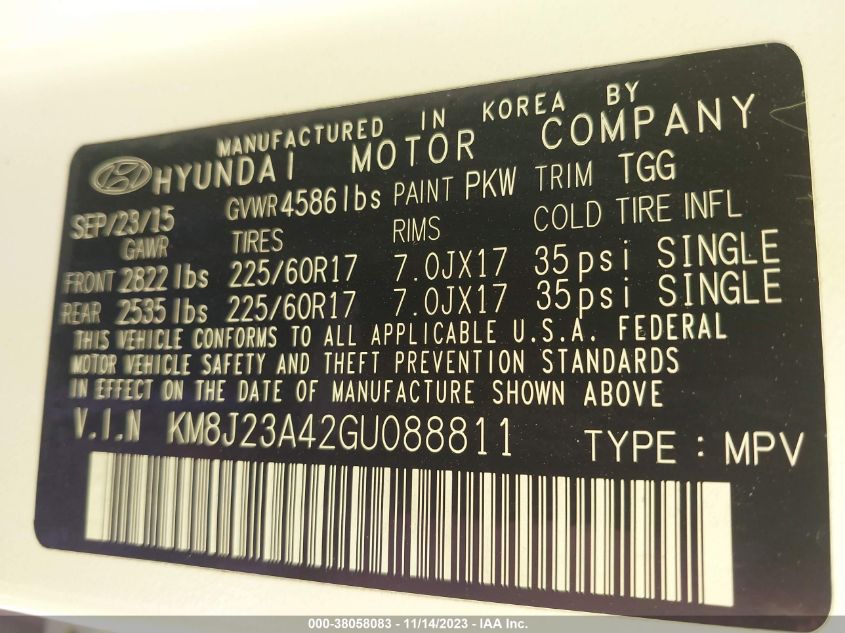 MANUFACTURED IN KOREA BY
HYUNDAI MOTOR COMPANY
SEP/23/15 GVWR 4586 lbs PAINT PKW TRIM TGG
GAWR TIRES RIMS COLD TIRE INFL
FRONT 2822 lbs 225/60R17 7.0JX17 35psi SINGLE
REAR 2535 lbs 225/60R17 7.0JX17 35psi SINGLE
THIS VEHICLE CONFORMS TO ALL APPLICABLE U.S.A. FEDERAL
MOTOR VEHICLE SAFETY AND THEFT PREVENTION STANDARDS
IN EFFECT ON THE DATE OF MANUFACTURE SHOWN ABOVE
V.I.N KM8J23A42GU088811 TYPE : MPV
000-38058083 - 11/14/2023 - IAA Inc.